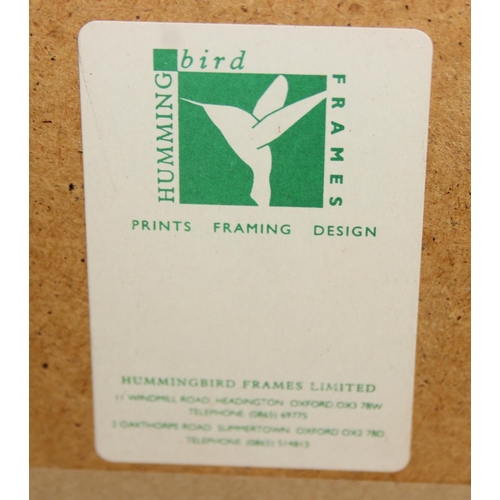 HUMMING bird FRAMES
PRINTS FRAMING DESIGN
HUMMINGBIRD FRAMES LIMITED
11 WINDMILL ROAD, HEADINGTON OXFORD OX3 7BW
TELEPHONE (0865) 69775
2 OAKTHORPE ROAD SUMMERTOWN OXFORD OX2 7BD
TELEPHONE (0865) 514813